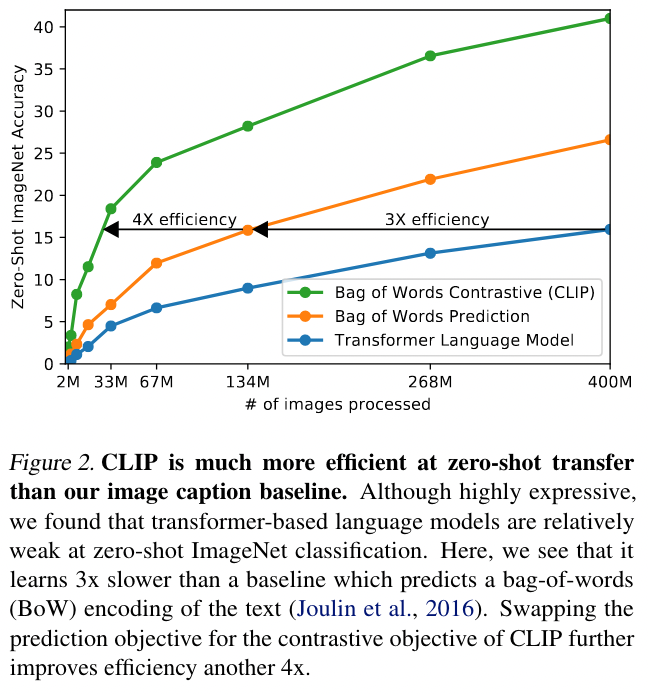 40
35
30
25
20
15
10
5
0
Zero-Shot ImageNet Accuracy
4X efficiency
3X efficiency
Bag of Words Contrastive (CLIP)
Bag of Words Prediction
Transformer Language Model
2M 33M 67M 134M 268M 400M
# of images processed
Figure 2. CLIP is much more efficient at zero-shot transfer
than our image caption baseline. Although highly expressive,
we found that transformer-based language models are relatively
weak at zero-shot ImageNet classification. Here, we see that it
learns 3x slower than a baseline which predicts a bag-of-words
(BoW) encoding of the text (Joulin et al., 2016). Swapping the
prediction objective for the contrastive objective of CLIP further
improves efficiency another 4x.